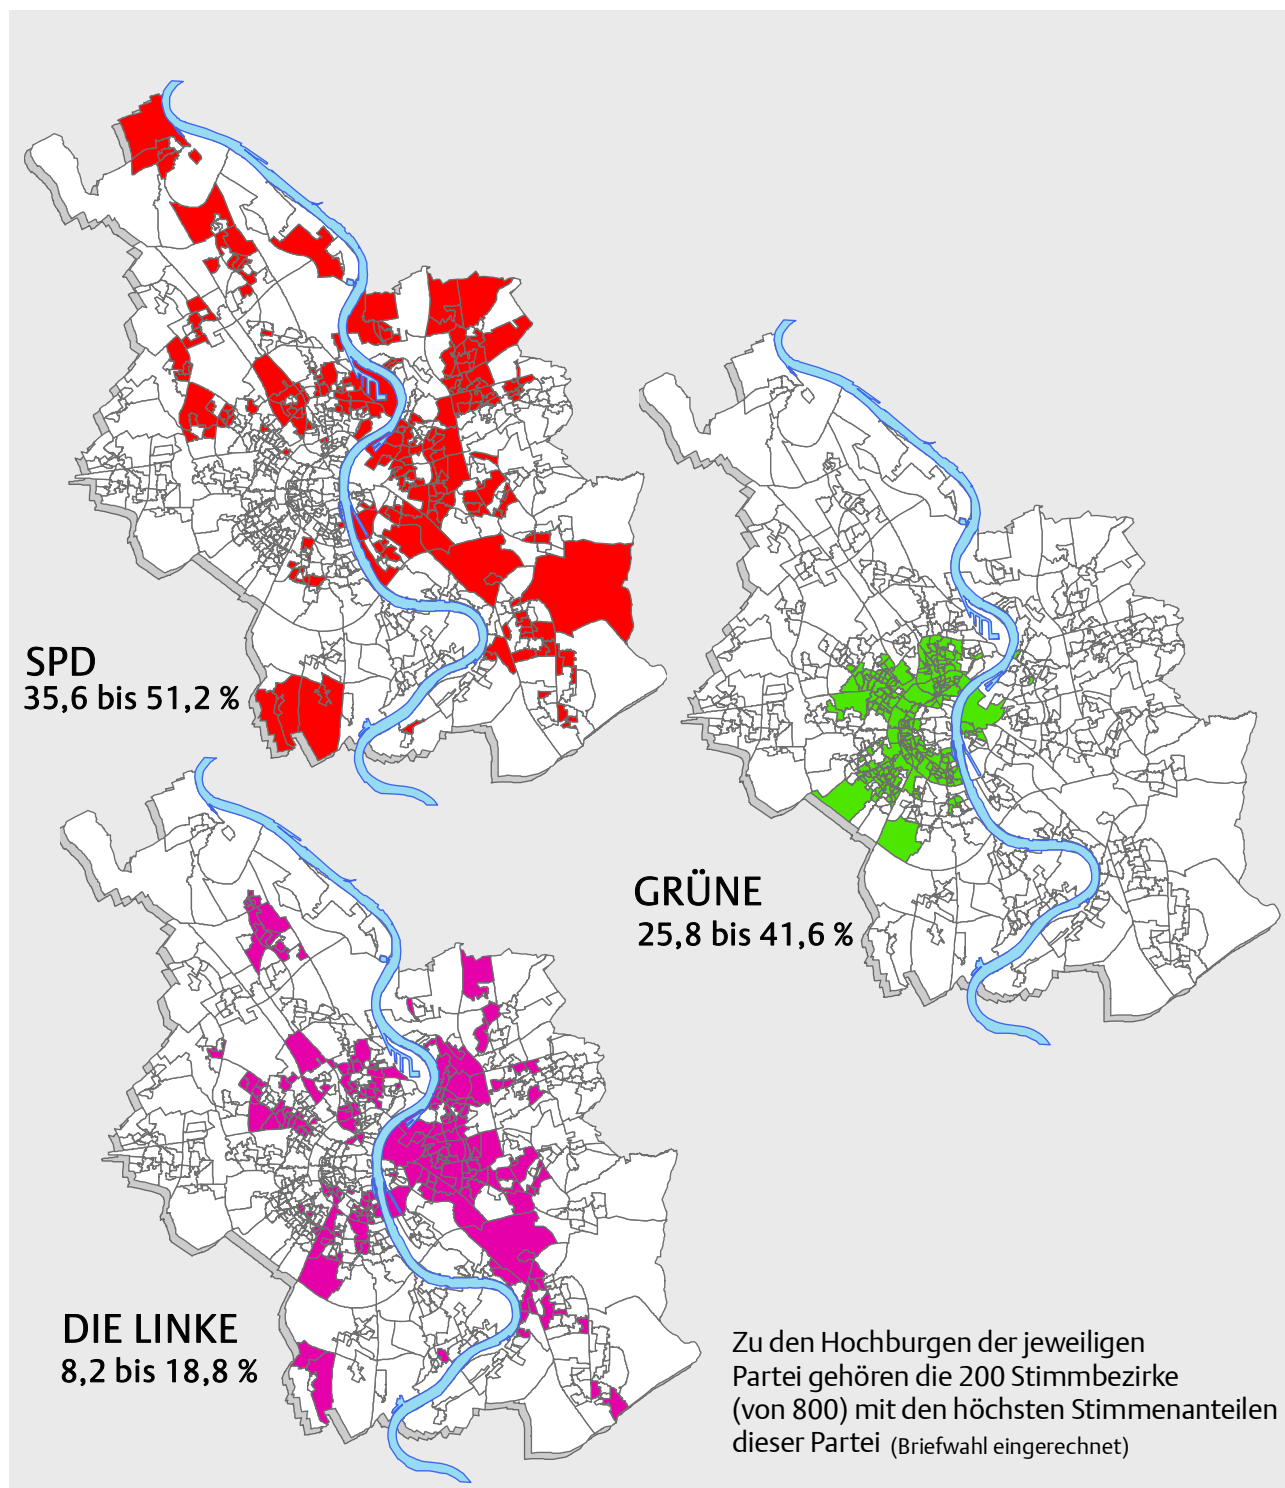 SPD
35,6 bis 51,2 %
GRÜNE
25,8 bis 41,6 %
DIE LINKE
8,2 bis 18,8 %
Zu den Hochburgen der jeweiligen
Partei gehören die 200 Stimmbezirke
(von 800) mit den höchsten Stimmenanteilen
dieser Partei (Briefwahl eingerechnet)